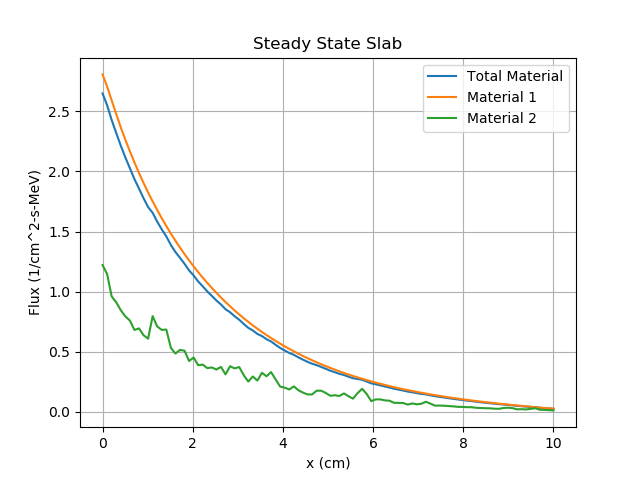 Steady State Slab
Total Material
Material 1
Material 2
Flux (1/cm^2-s-MeV)
2.5
2.0
1.5
1.0
0.5
0.0
0
2
4
6
8
10
x (cm)